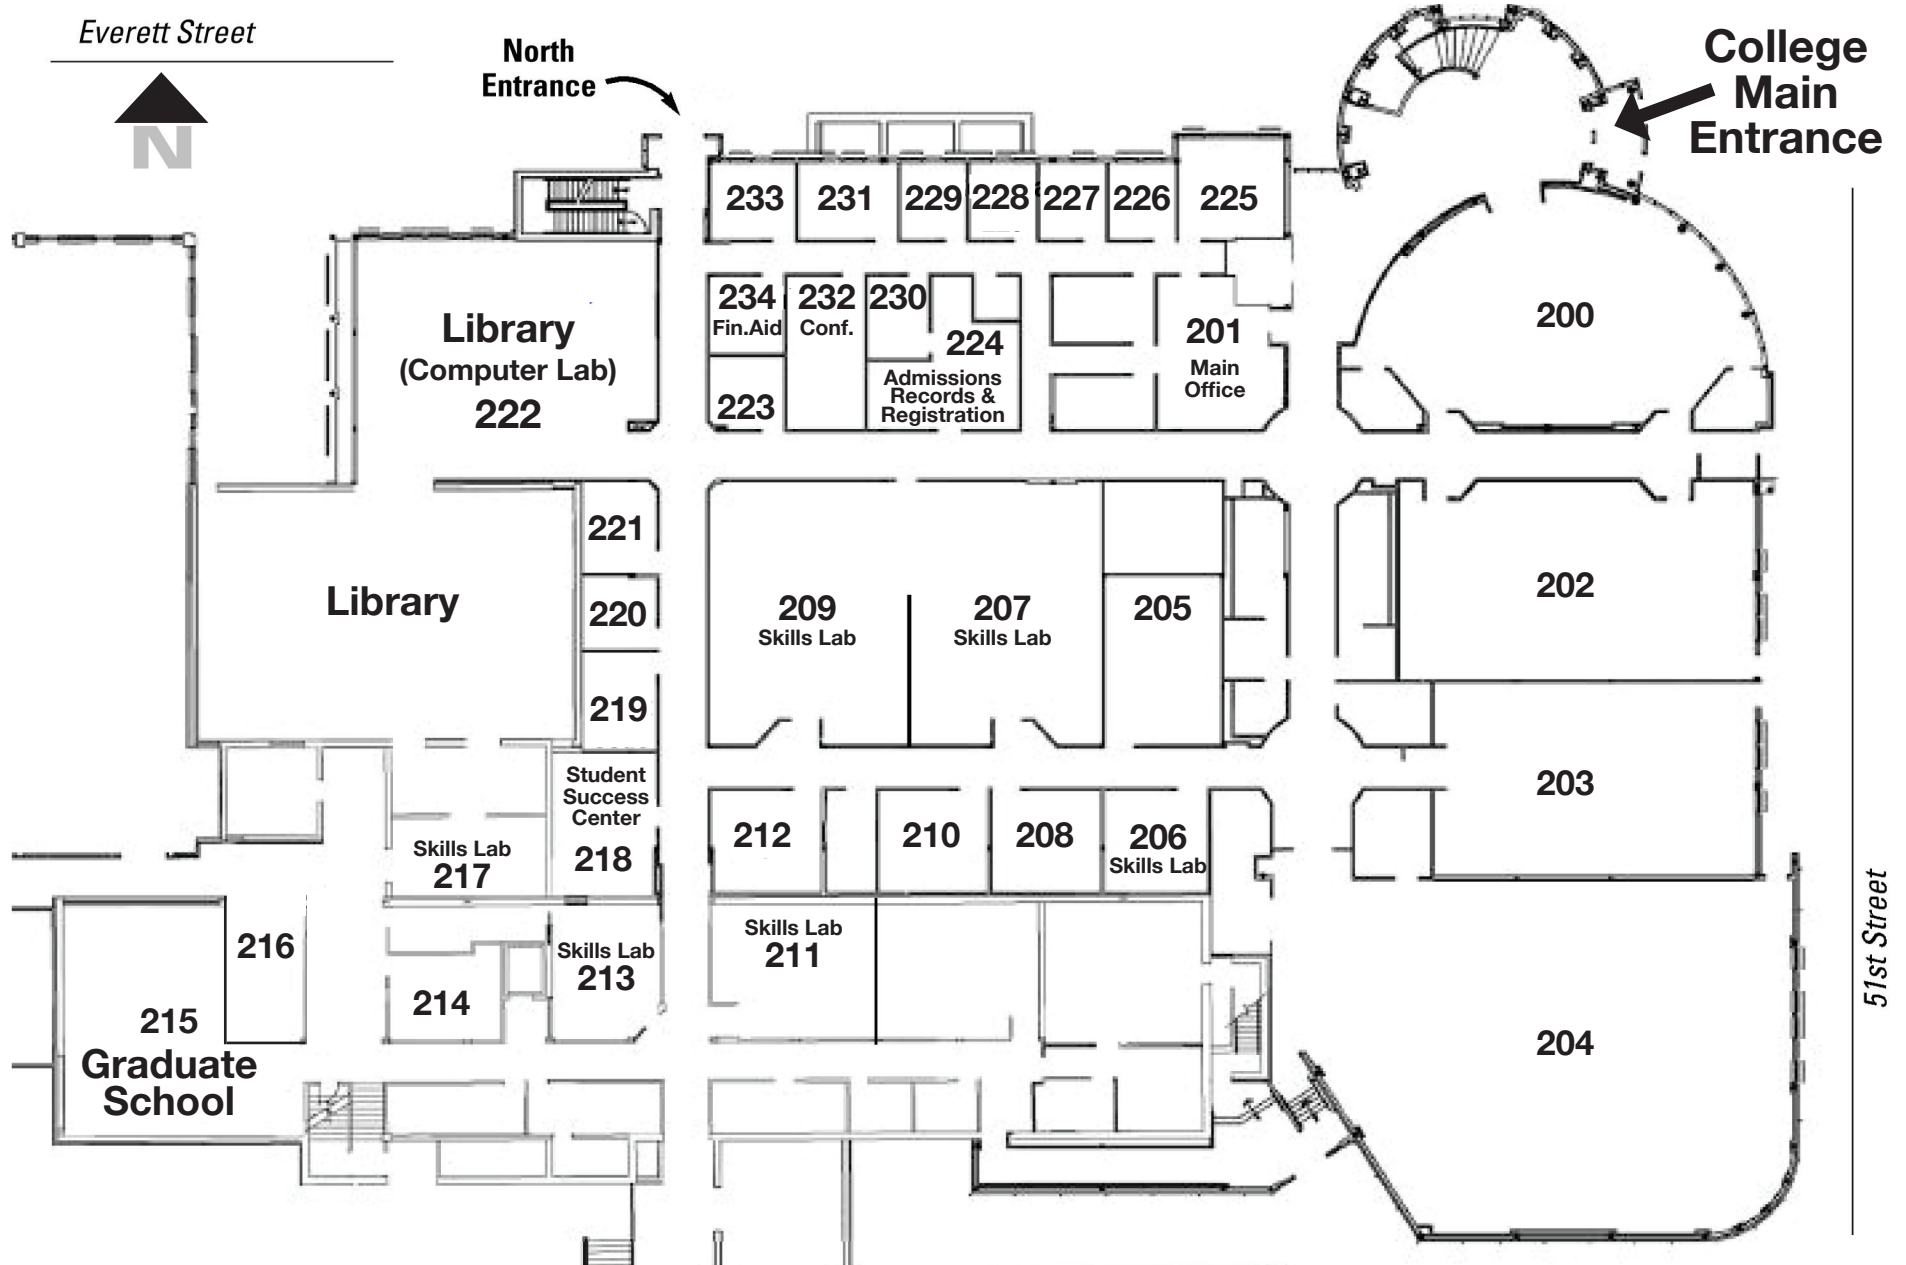 Everett Street
N
North
Entrance
College
Main
Entrance
233
231
229
228
227
226
225
234
Fin.Aid
232
Conf.
230
224
Admissions
Records &
Registration
223
201
Main
Office
200
Library
(Computer Lab)
222
221
220
219
Library
209
Skills Lab
207
Skills Lab
205
202
203
Student
Success
Center
218
Skills Lab
217
212
210
208
206
Skills Lab
216
215
Graduate
School
214
Skills Lab
213
Skills Lab
211
204
51st Street